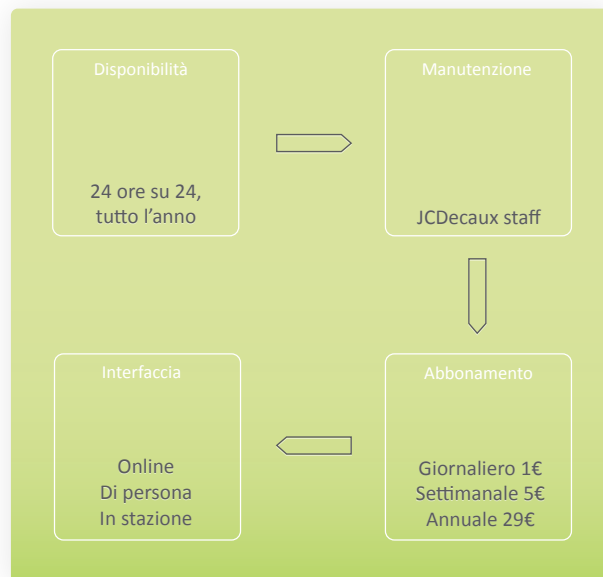 Disponibilità
24 ore su 24,
tutto l’anno
Manutenzione
JCDecaux staff
Interfaccia
Online
Di persona
In stazione
Abbonamento
Giornaliero 1€
Settimanale 5€
Annuale 29€